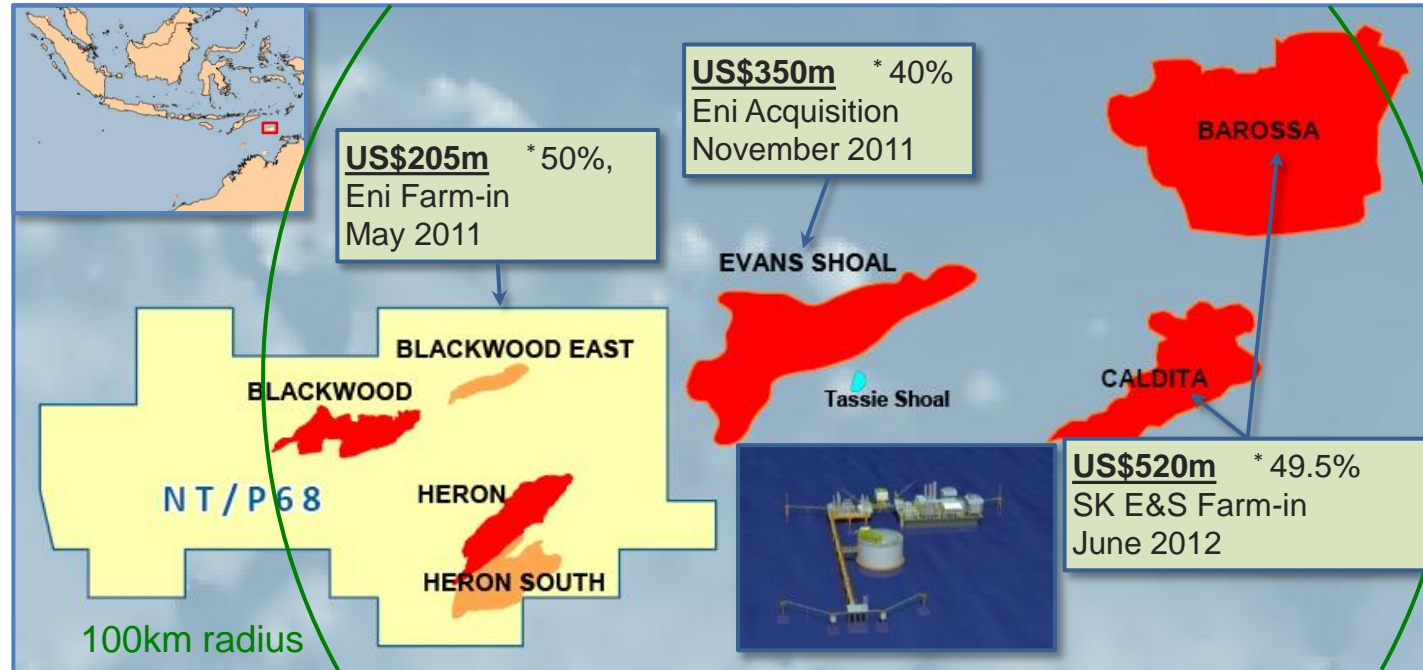 US$350m * 40%
Eni Acquisition
November 2011
BAROSSA
US$205m * 50%,
Eni Farm-in
May 2011
EVANS SHOAL
BLACKWOOD EAST
BLACKWOOD
CALDITA
Tassie Shoal
US$520m * 49.5%
SK E&S Farm-in
June 2012
HERON
NT/P68
HERON SOUTH
100km radius